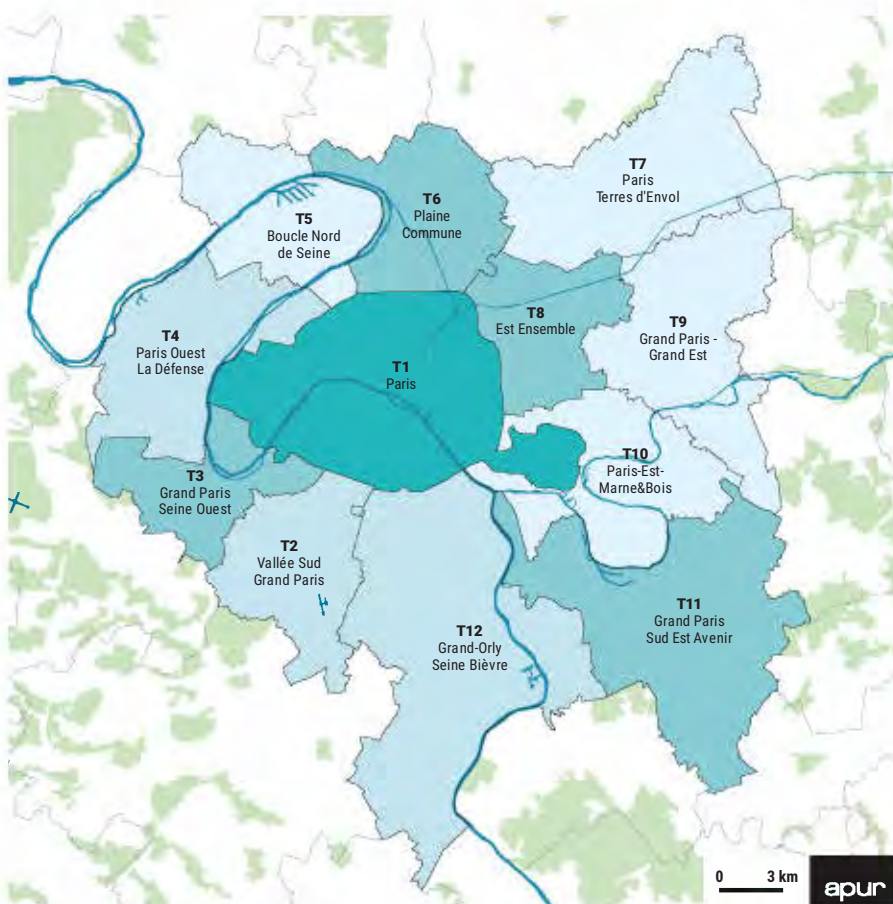 T7
Paris
Terres d'Envol
T6
Plaine
Commune
T5
Boucle Nord
de Seine
T8
Est Ensemble
T9
Grand Paris -
Grand Est
T4
Paris Ouest
La Défense
T1
Paris
T10
Paris-Est-
Marne&Bois
T3
Grand Paris
Seine Ouest
T2
Vallée Sud
Grand Paris
T11
Grand Paris
Sud Est Avenir
T12
Grand-Orly
Seine Bièvre
0 3 km
apur